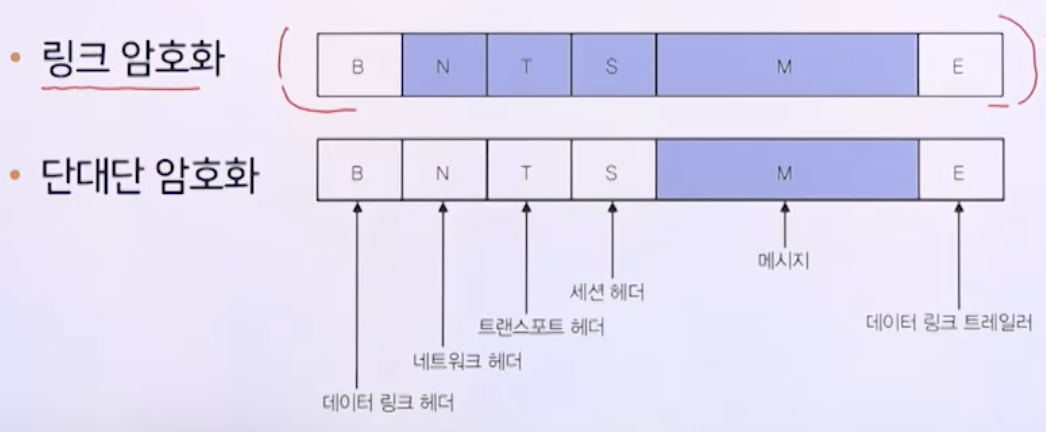 • 링크 암호화
B N T S M E
• 단대단 암호화
B N T S M E
메시지
세션 헤더
데이터 링크 트레일러
트랜스포트 헤더
네트워크 헤더
데이터 링크 헤더